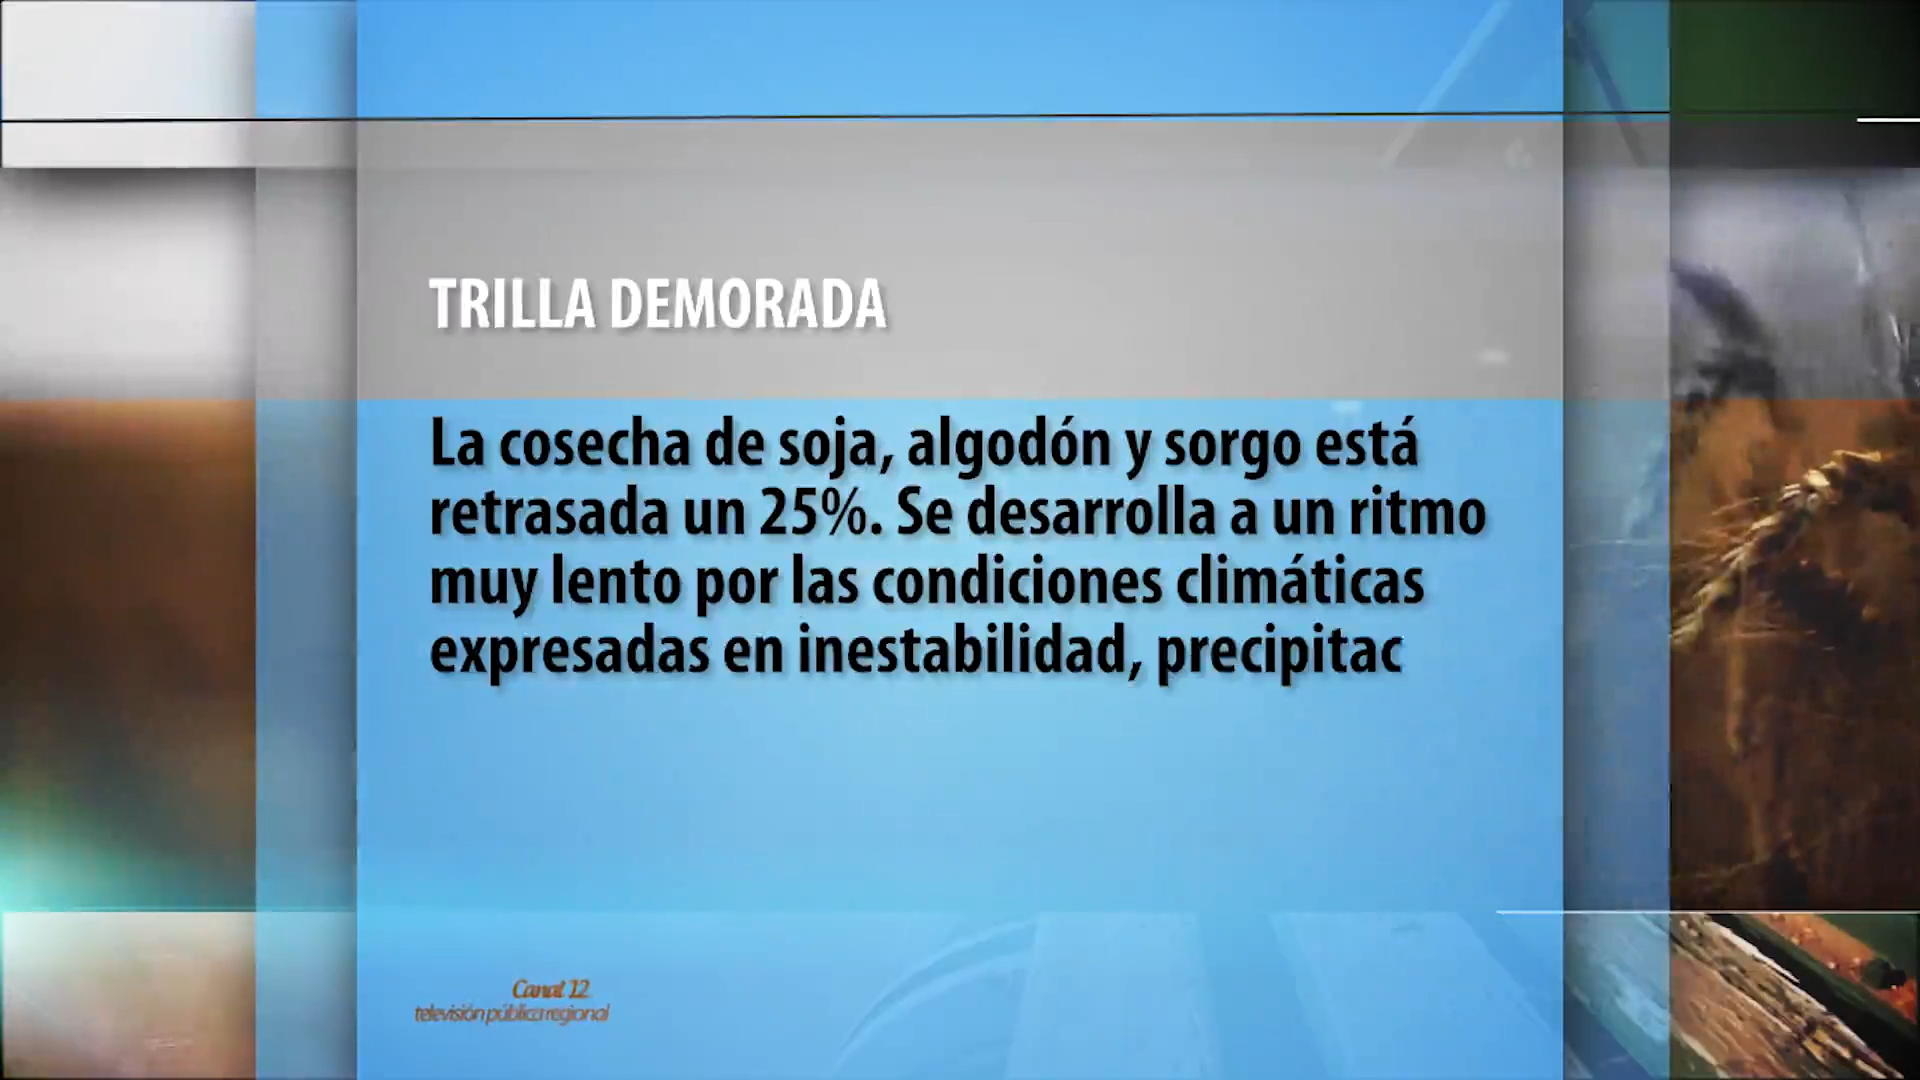 TRILLA DEMORADA
La cosecha de soja, algodón y sorgo está
retrasada un 25%. Se desarrolla a un ritmo
muy lento por las condiciones climáticas
expresadas en inestabilidad, precipitac
Canal 12
televisión pública regional